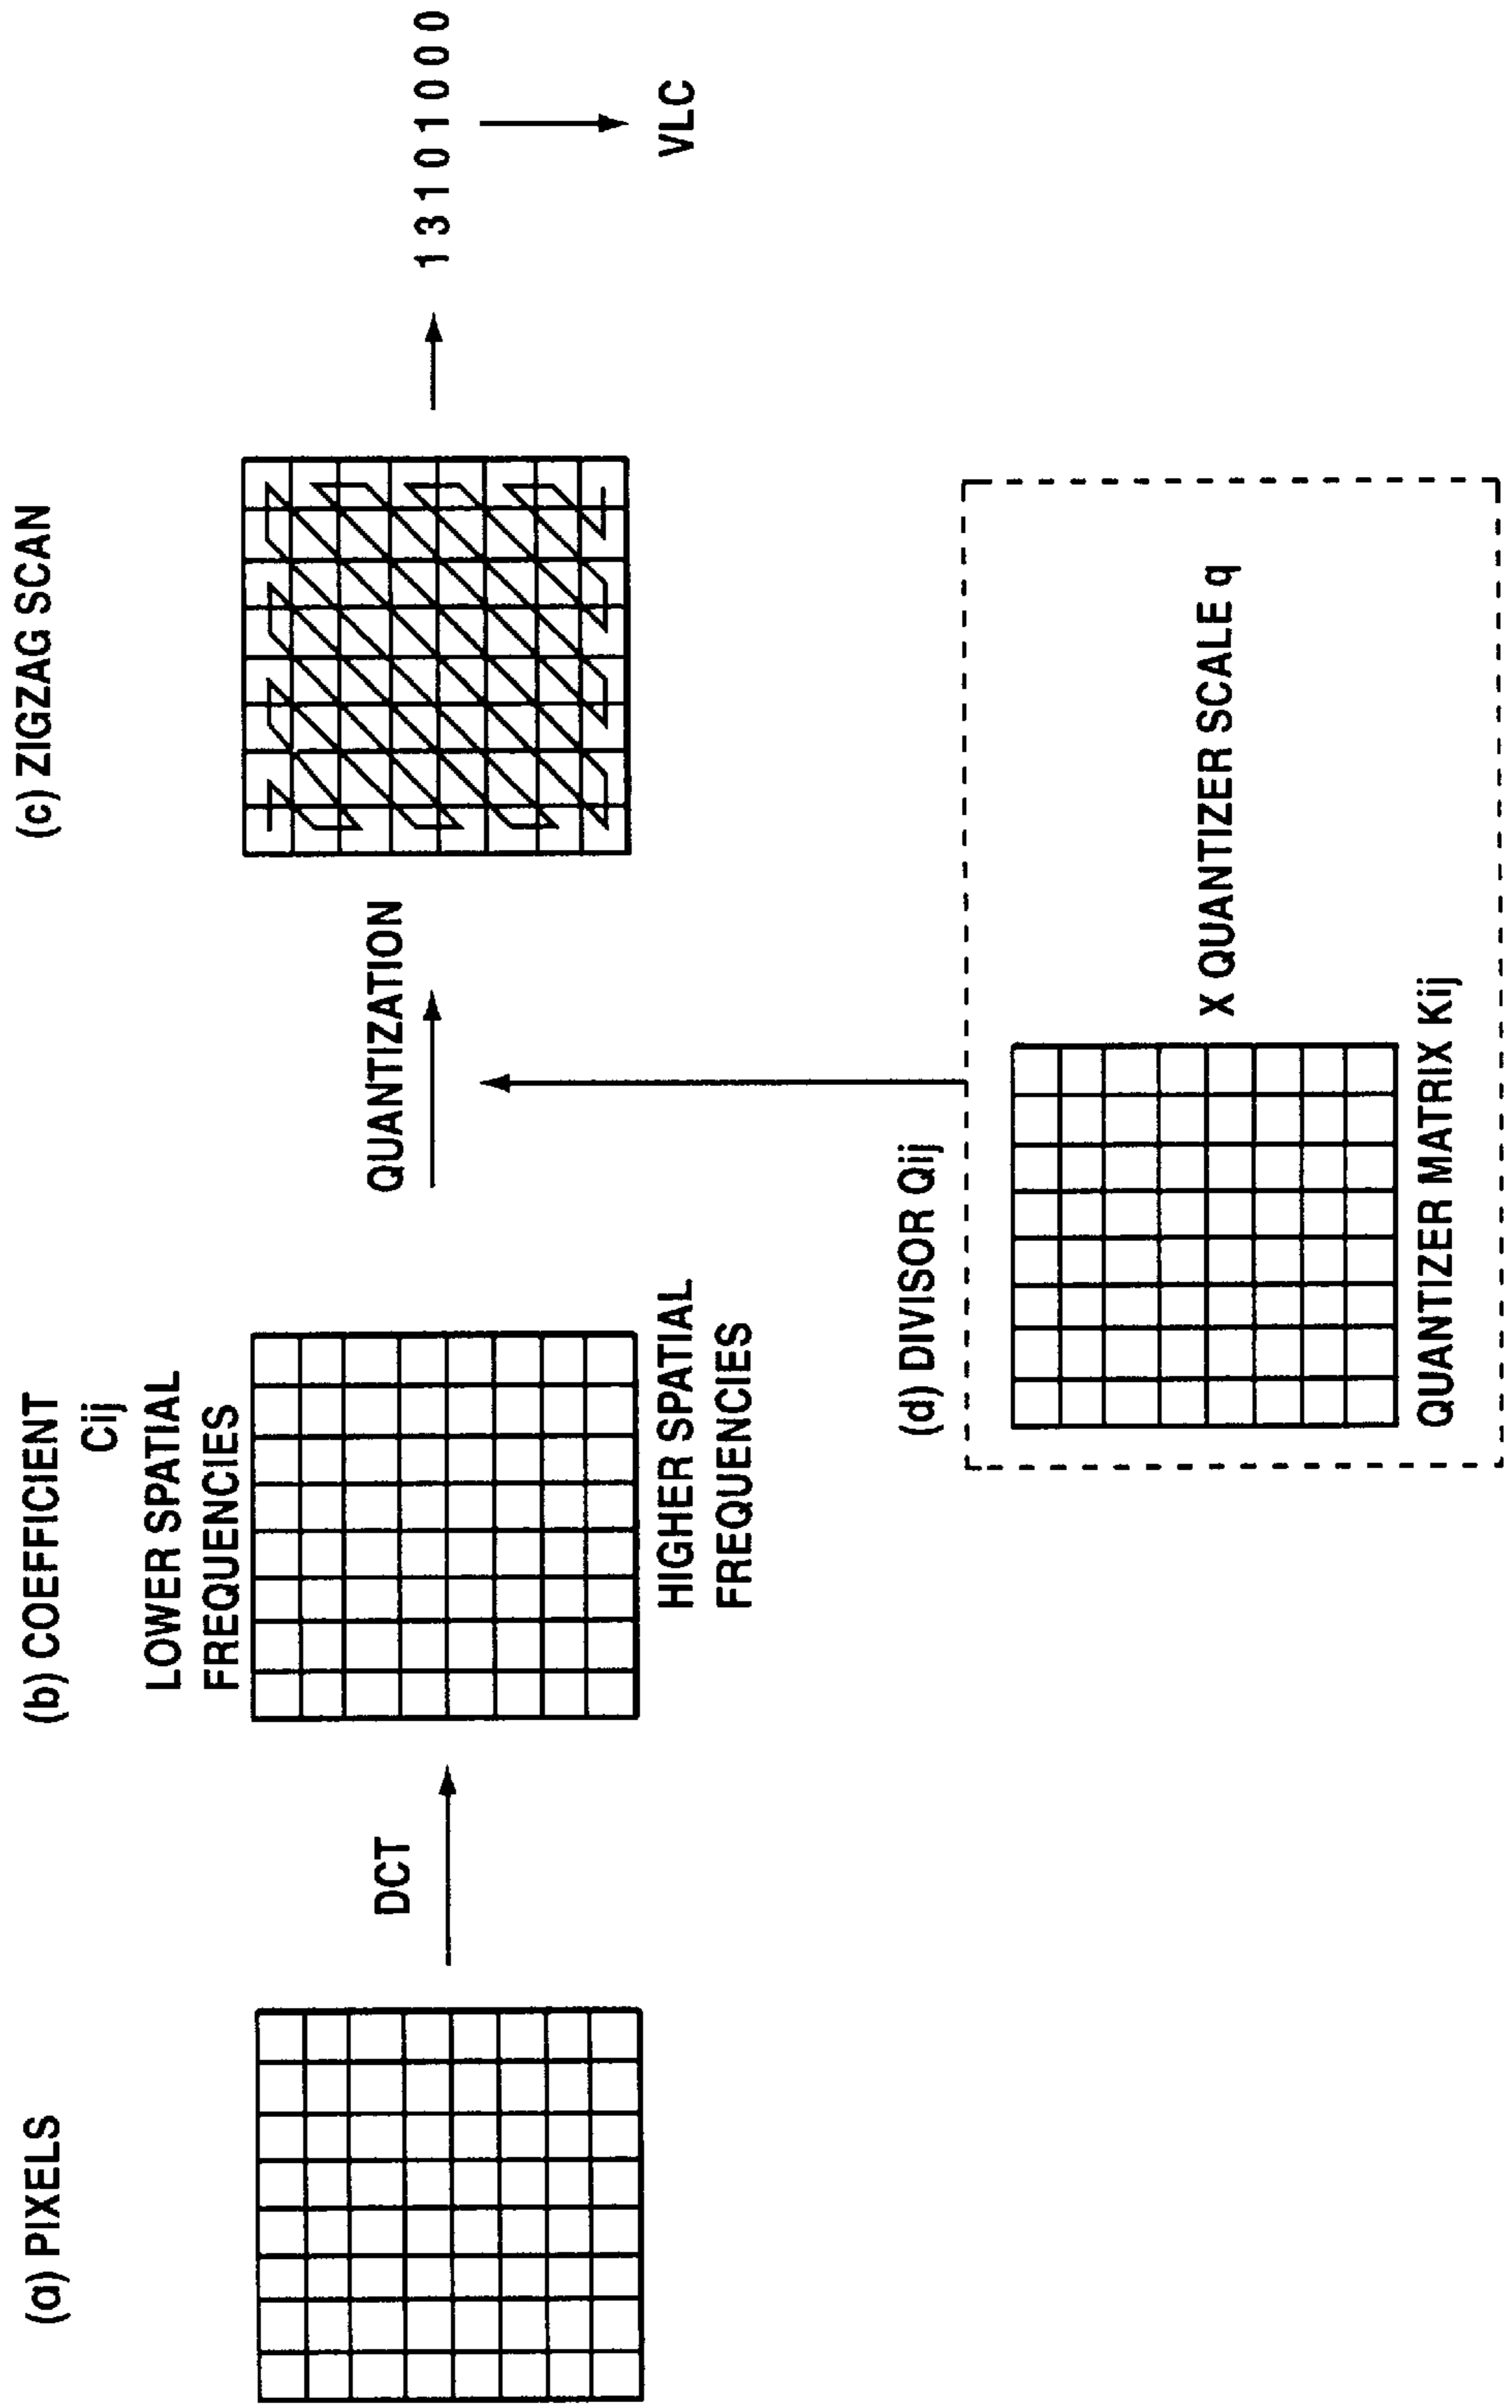 (a) PIXELS
DCT
(b) COEFFICIENT
Cij
LOWER SPATIAL
FREQUENCIES
HIGHER SPATIAL
FREQUENCIES
QUANTIZATION
(c) ZIGZAG SCAN
1 3 1 0 1 0 0 0
VLC
(d) DIVISOR Qij
X QUANTIZER SCALE q
QUANTIZER MATRIX Kij